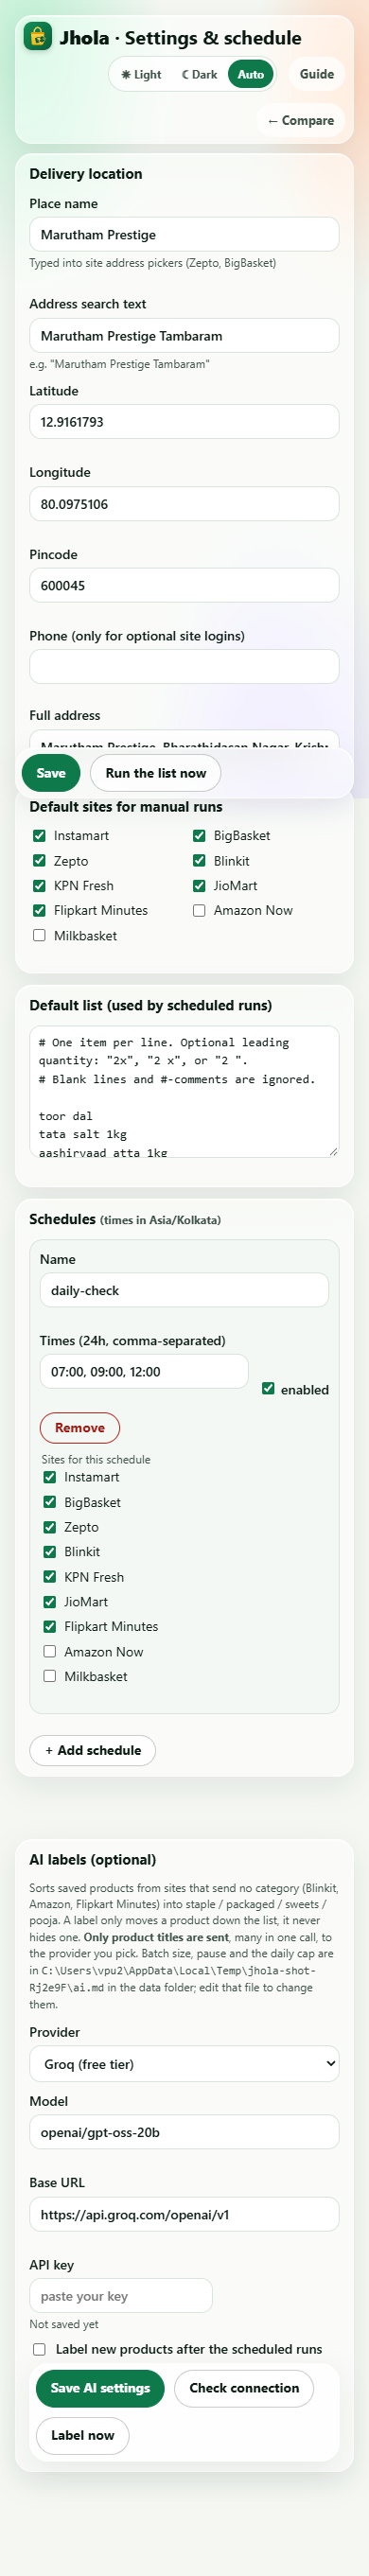 Jhola · Settings & schedule
☀ Light ☾ Dark Auto Guide
← Compare
Delivery location
Place name
Marutham Prestige
Typed into site address pickers (Zepto, BigBasket)
Address search text
Marutham Prestige Tambaram
e.g. "Marutham Prestige Tambaram"
Latitude
12.9161793
Longitude
80.0975106
Pincode
600045
Phone (only for optional site logins)
Full address
Marutham Prestige, Bharathidasan Nagar,
Save Run the list now
Default sites for manual runs
Instamart BigBasket
Zepto Blinkit
KPN Fresh JioMart
Flipkart Minutes Amazon Now
Milkbasket
Default list (used by scheduled runs)
# One item per line. Optional leading
quantity: "2x", "2 x", or "2 ".
# Blank lines and #-comments are ignored.
toor dal
tata salt 1kg
aashirvaad atta 1kg
Schedules (times in Asia/Kolkata)
Name
daily-check
Times (24h, comma-separated)
07:00, 09:00, 12:00
enabled
Remove
Sites for this schedule
Instamart
BigBasket
Zepto
Blinkit
KPN Fresh
JioMart
Flipkart Minutes
Amazon Now
Milkbasket
+ Add schedule
AI labels (optional)
Sorts saved products from sites that send no category (Blinkit,
Amazon, Flipkart Minutes) into staple / packaged / sweets /
pooja. A label only moves a product down the list, it never
hides one. Only product titles are sent, many in one call, to
the provider you pick. Batch size, pause and the daily cap are
in C:\Users\vpu2\AppData\Local\Temp\jhola-shot-
Rj2e9F\ai.md in the data folder; edit that file to change
them.
Provider
Groq (free tier)
Model
openai/gpt-oss-20b
Base URL
https://api.groq.com/openai/v1
API key
paste your key
Not saved yet
Label new products after the scheduled runs
Save AI settings Check connection
Label now